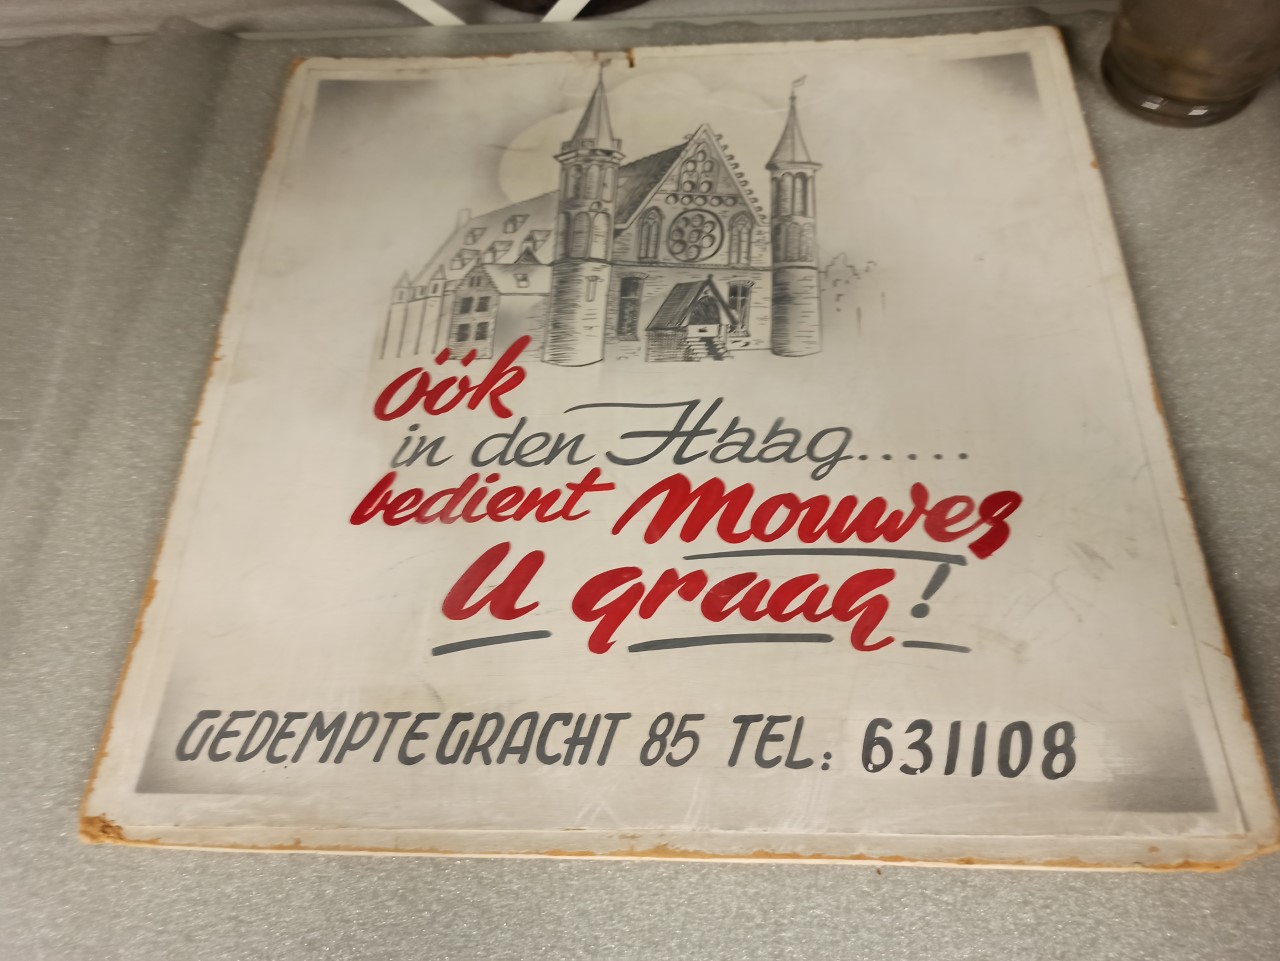 óók
in den Haag.....
bedient Mouwes
U graag!
GEDEMPTEGRACHT 85 TEL: 631108